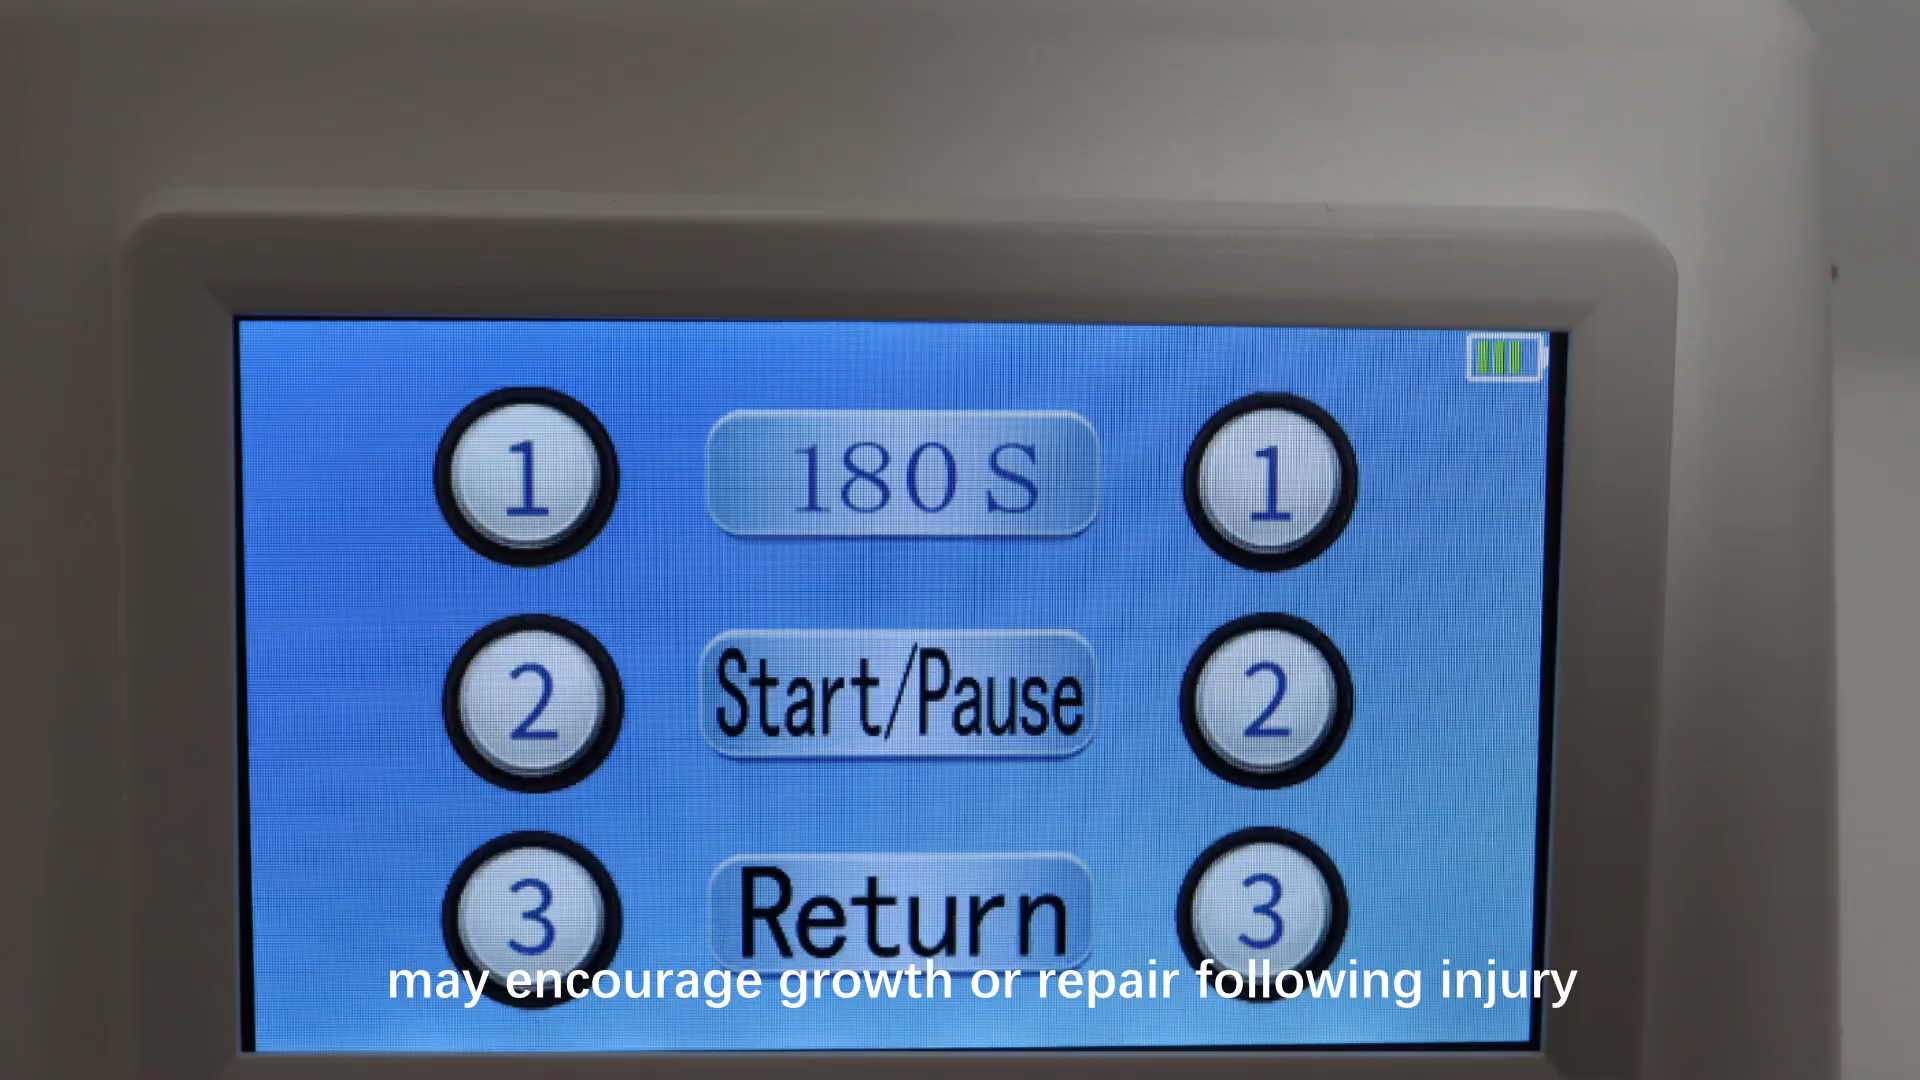 1 180 S 1
2 Start/Pause 2
3 Return 3
may encourage growth or repair following injury